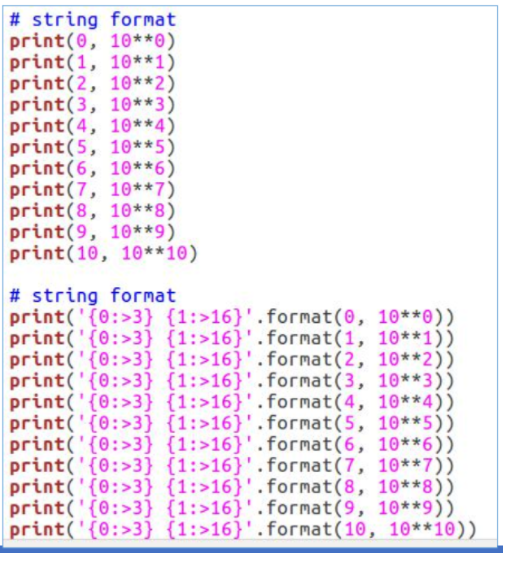 # string format
print(0, 10**0)
print(1, 10**1)
print(2, 10**2)
print(3, 10**3)
print(4, 10**4)
print(5, 10**5)
print(6, 10**6)
print(7, 10**7)
print(8, 10**8)
print(9, 10**9)
print(10, 10**10)

# string format
print('{0:>3} {1:>16}'.format(0, 10**0))
print('{0:>3} {1:>16}'.format(1, 10**1))
print('{0:>3} {1:>16}'.format(2, 10**2))
print('{0:>3} {1:>16}'.format(3, 10**3))
print('{0:>3} {1:>16}'.format(4, 10**4))
print('{0:>3} {1:>16}'.format(5, 10**5))
print('{0:>3} {1:>16}'.format(6, 10**6))
print('{0:>3} {1:>16}'.format(7, 10**7))
print('{0:>3} {1:>16}'.format(8, 10**8))
print('{0:>3} {1:>16}'.format(9, 10**9))
print('{0:>3} {1:>16}'.format(10, 10**10))